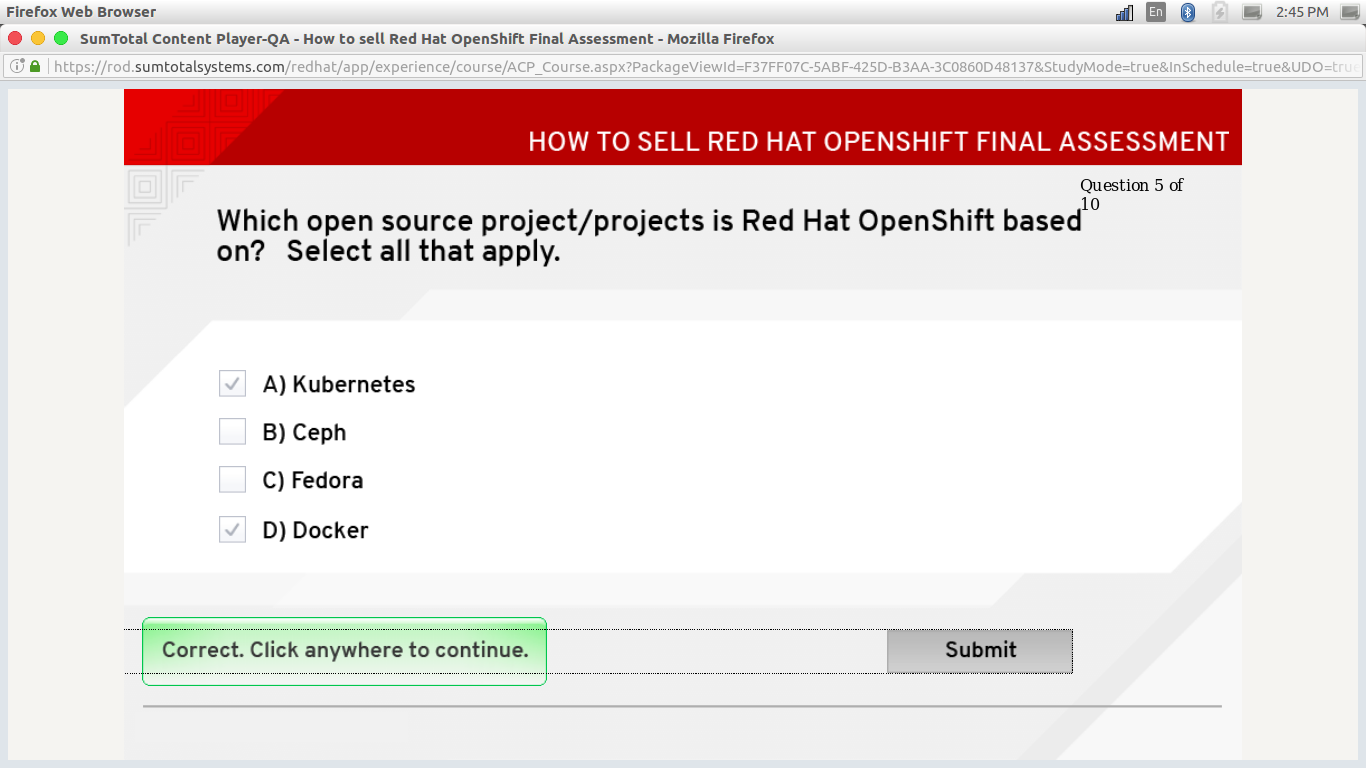 Firefox Web Browser
En
2:45 PM
SumTotal Content Player-QA - How to sell Red Hat OpenShift Final Assessment - Mozilla Firefox
https://rod.sumtotalsystems.com/redhat/app/experience/course/ACP_Course.aspx?PackageViewId=F37FF07C-5ABF-425D-B3AA-3C0860D48137&StudyMode=true&InSchedule=true&UDO=true
HOW TO SELL RED HAT OPENSHIFT FINAL ASSESSMENT
Question 5 of
10
Which open source project/projects is Red Hat OpenShift based
on? Select all that apply.
A) Kubernetes
B) Ceph
C) Fedora
D) Docker
Correct. Click anywhere to continue.
Submit